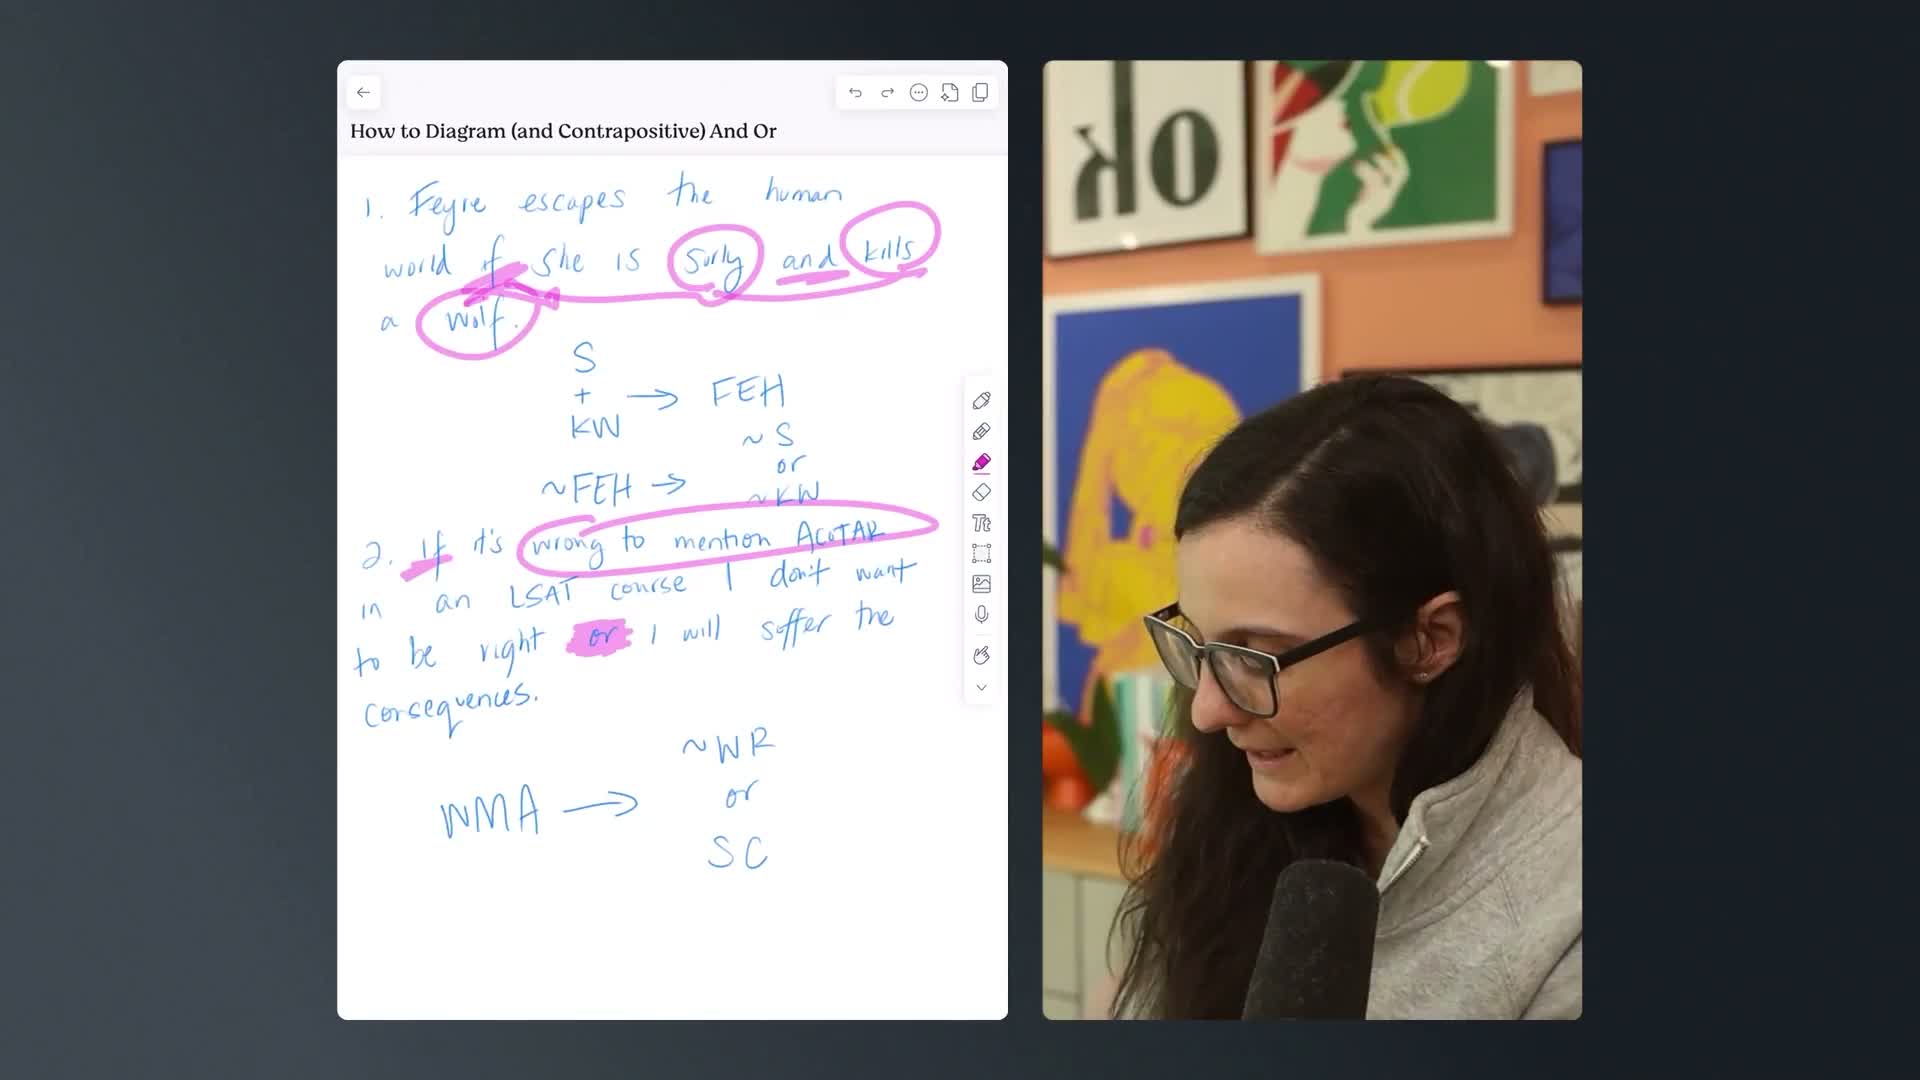 How to Diagram (and Contrapositive) And Or
1. Feyre escapes the human
world if she is surly and kills
a wolf.
S
+ → FEH
KW
~S
or
~FEH → ~KW
2. If it's wrong to mention ACOTAR
in an LSAT course I don't want
to be right or I will suffer the
consequences.
~WR
WMA → or
SC
Tt
ok